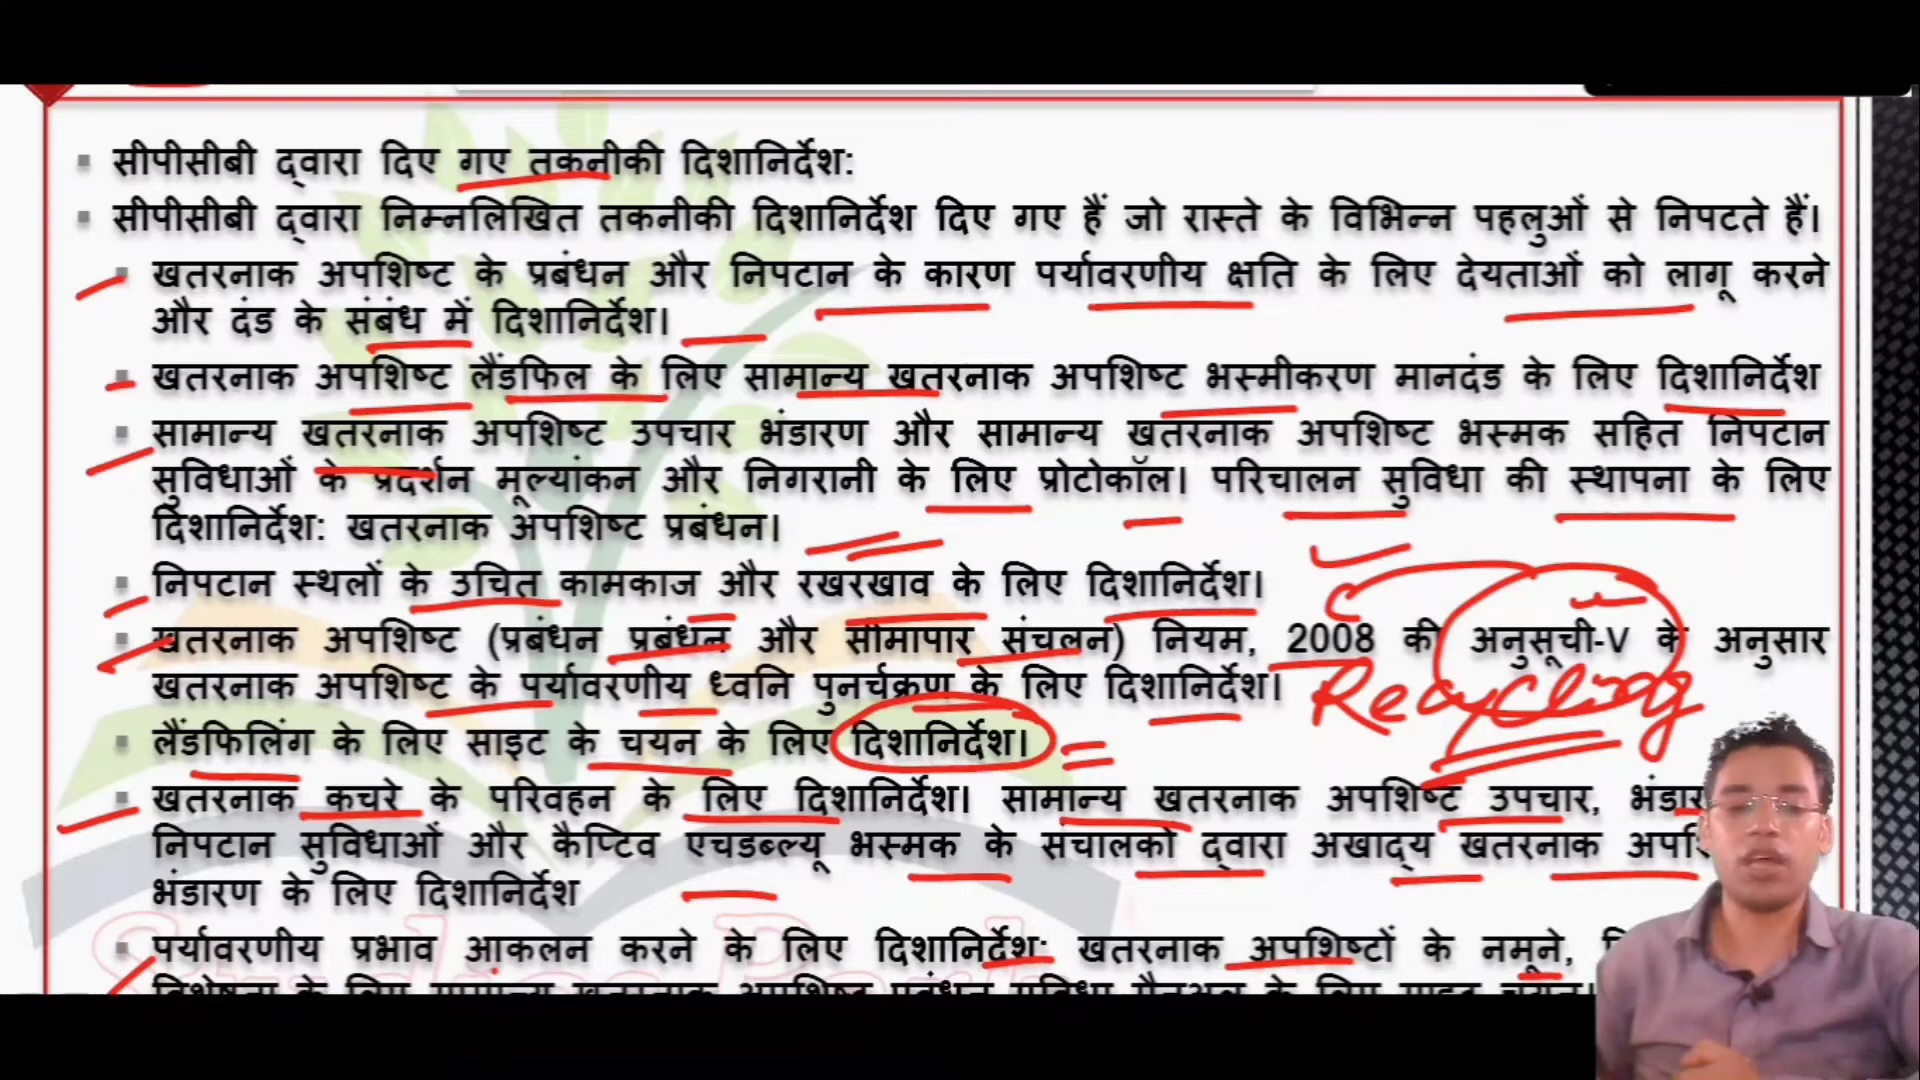 सीपीसीबी द्वारा दिए गए तकनीकी दिशानिर्देश:
सीपीसीबी द्वारा निम्नलिखित तकनीकी दिशानिर्देश दिए गए हैं जो रास्ते के विभिन्न पहलुओं से निपटते हैं।
खतरनाक अपशिष्ट के प्रबंधन और निपटान के कारण पर्यावरणीय क्षति के लिए देयताओं को लागू करने
और दंड के संबंध में दिशानिर्देश।
खतरनाक अपशिष्ट लैंडफिल के लिए सामान्य खतरनाक अपशिष्ट भस्मीकरण मानदंड के लिए दिशानिर्देश
सामान्य खतरनाक अपशिष्ट उपचार भंडारण और सामान्य खतरनाक अपशिष्ट भस्मक सहित निपटान
सुविधाओं के प्रदर्शन मूल्यांकन और निगरानी के लिए प्रोटोकॉल। परिचालन सुविधा की स्थापना के लिए
दिशानिर्देश: खतरनाक अपशिष्ट प्रबंधन।
निपटान स्थलों के उचित कामकाज और रखरखाव के लिए दिशानिर्देश।
खतरनाक अपशिष्ट (प्रबंधन प्रबंधन और सीमापार संचलन) नियम, 2008 की अनुसूची-V के अनुसार
खतरनाक अपशिष्ट के पर्यावरणीय ध्वनि पुनर्चक्रण के लिए दिशानिर्देश।
Recycling
लैंडफिलिंग के लिए साइट के चयन के लिए दिशानिर्देश।
खतरनाक कचरे के परिवहन के लिए दिशानिर्देश। सामान्य खतरनाक अपशिष्ट उपचार,
निपटान सुविधाओं और कैप्टिव एचडब्ल्यू भस्मक के संचालकों द्वारा अखाद्य खतरनाक
भंडारण के लिए दिशानिर्देश
पर्यावरणीय प्रभाव आकलन करने के लिए दिशानिर्देश: खतरनाक अपशिष्टों के नमूने,